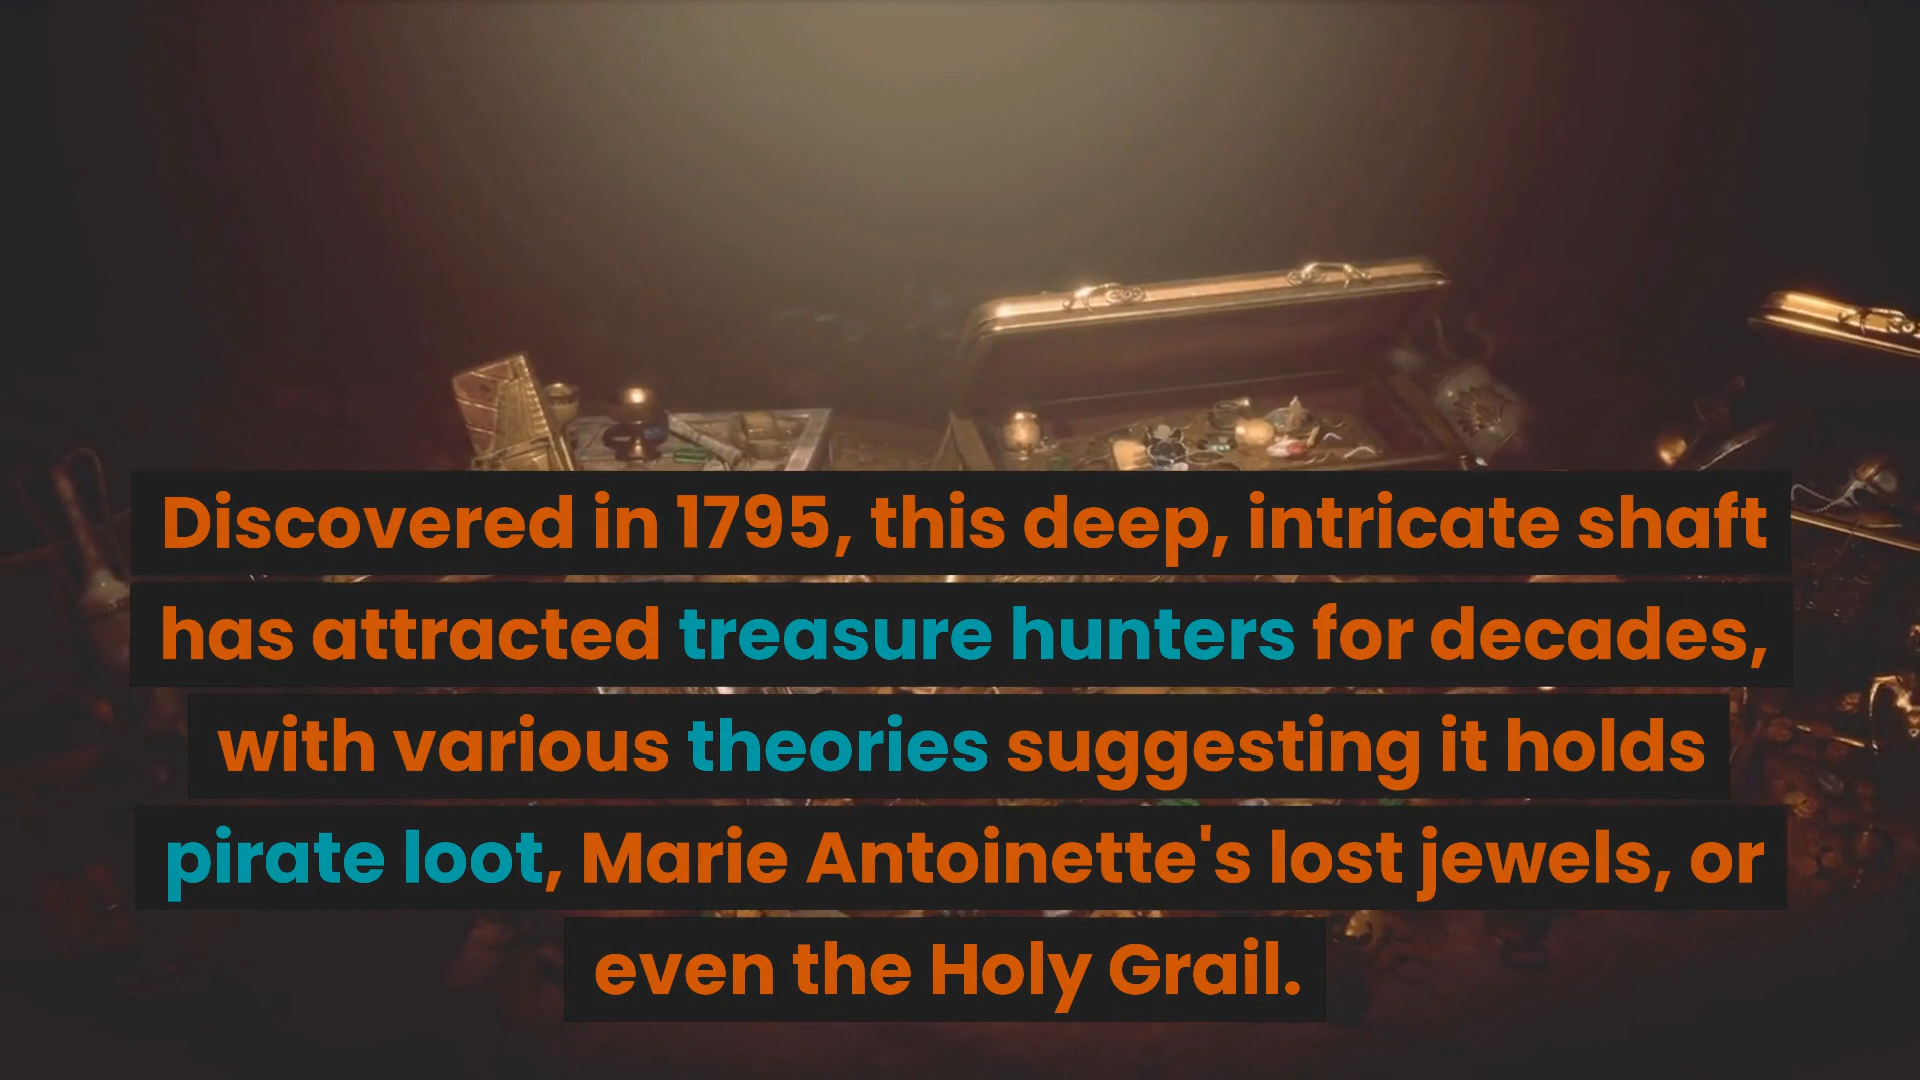 Discovered in 1795, this deep, intricate shaft
has attracted treasure hunters for decades,
with various theories suggesting it holds
pirate loot, Marie Antoinette's lost jewels, or
even the Holy Grail.